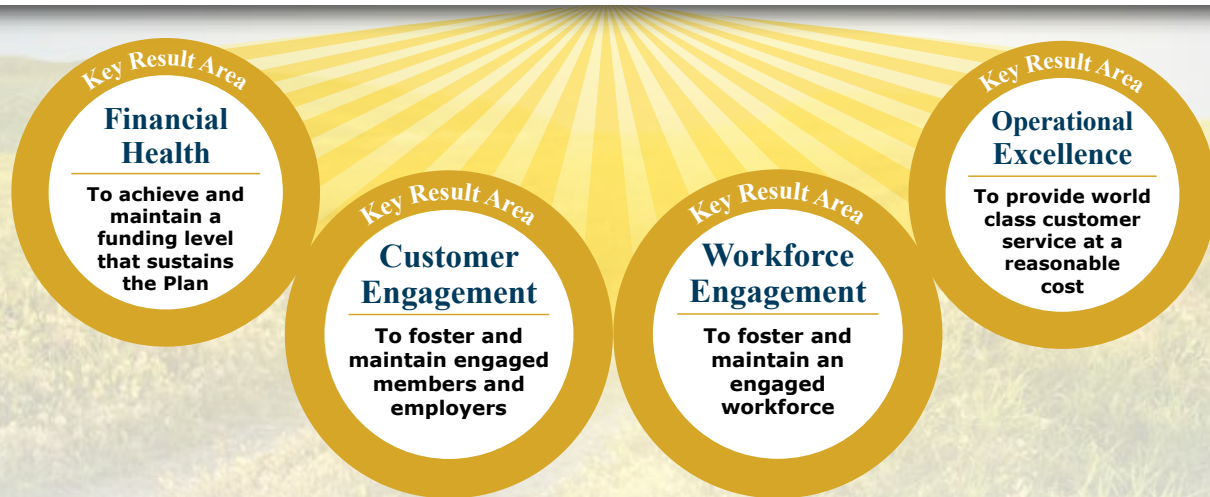 Key Result Area
Financial
Health
To achieve and
maintain a
funding level
that sustains
the Plan
Key Result Area
Customer
Engagement
To foster and
maintain engaged
members and
employers
Key Result Area
Workforce
Engagement
To foster and
maintain an
engaged
workforce
Key Result Area
Operational
Excellence
To provide world
class customer
service at a
reasonable
cost